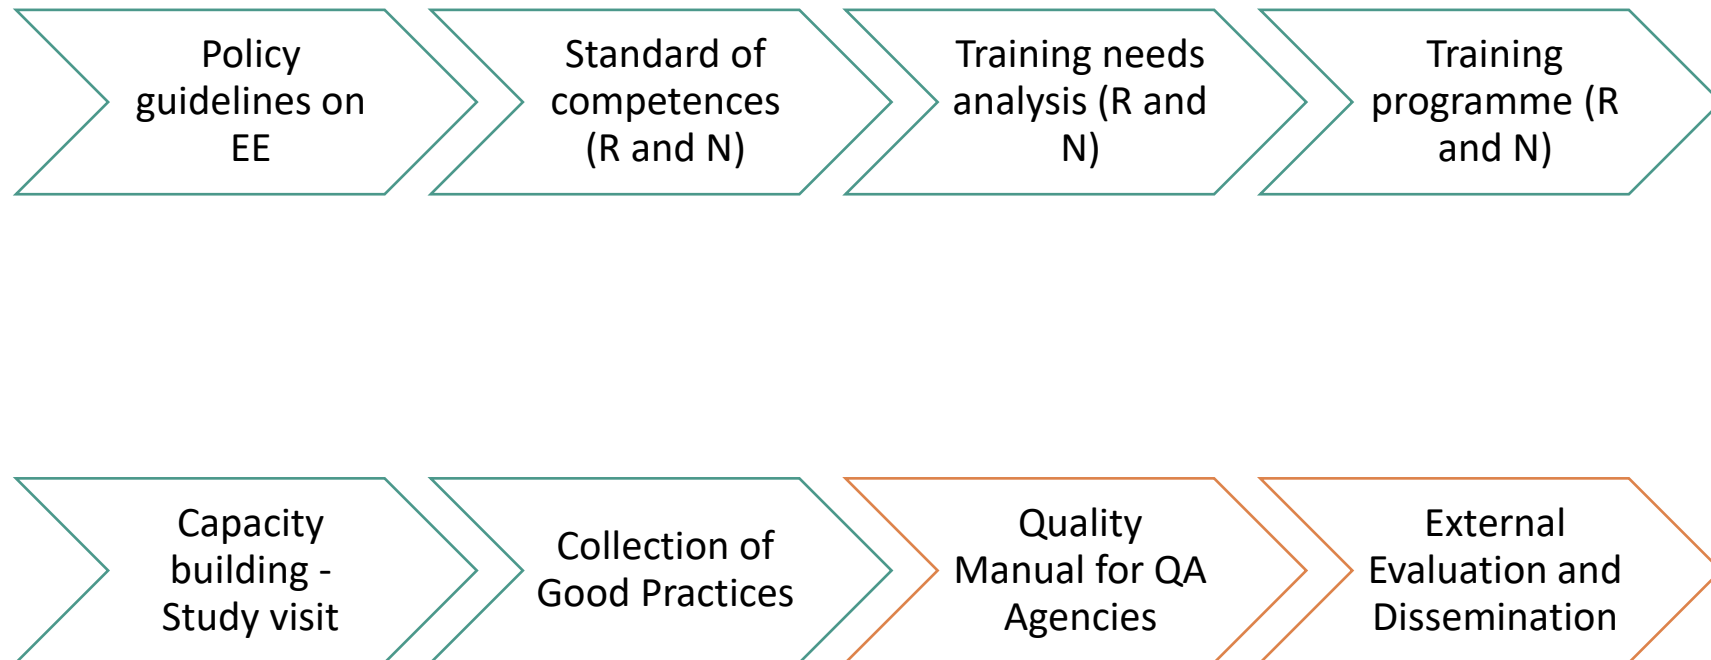 Policy
guidelines on
EE
Standard of
competences
(R and N)
Training needs
analysis (R and
N)
Training
programme (R
and N)
Capacity
building -
Study visit
Collection of
Good Practices
Quality
Manual for QA
Agencies
External
Evaluation and
Dissemination